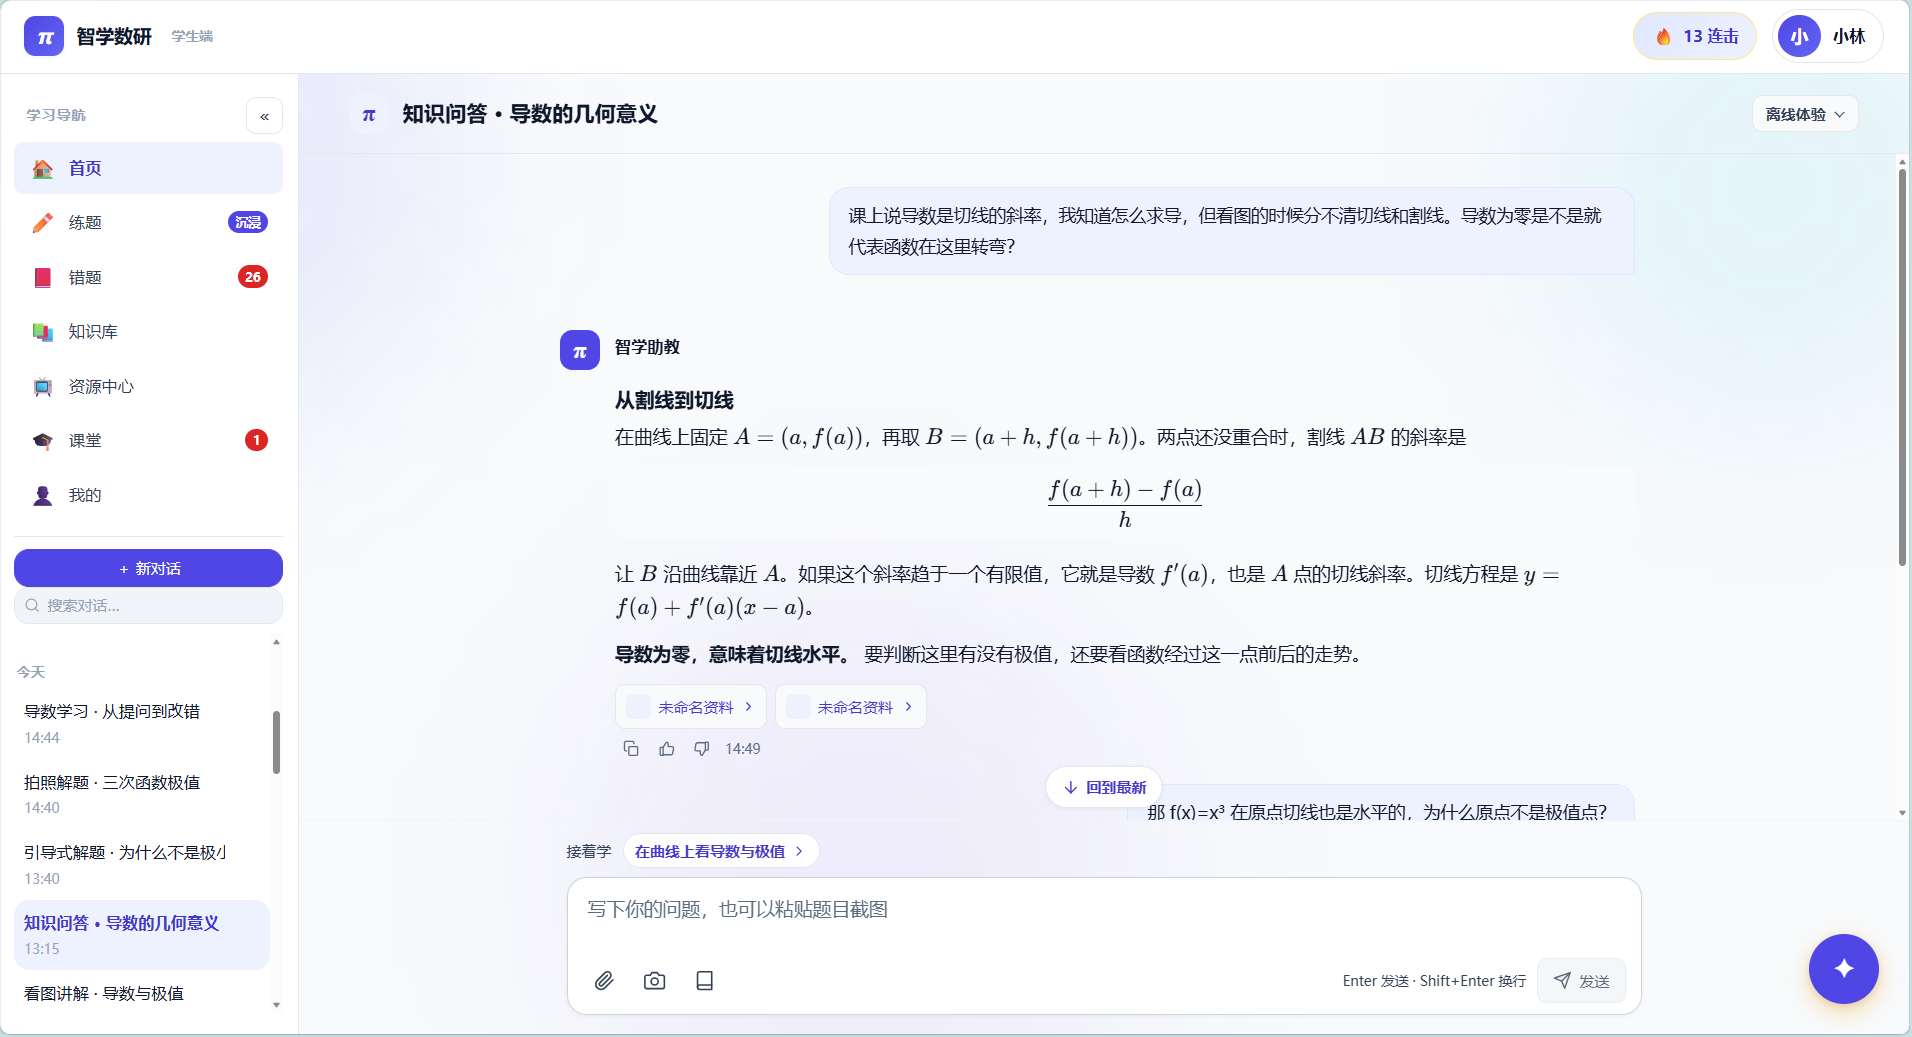 π 智学数研 学生端
🔥 13 连击
小 小林
学习导航 «
首页
练题 沉浸
错题 26
知识库
资源中心
课堂 1
我的
+ 新对话
搜索对话...
今天
导数学习 · 从提问到改错
14:44
拍照解题 · 三次函数极值
14:40
引导式解题 · 为什么不是极小
13:40
知识问答 • 导数的几何意义
13:15
看图讲解 · 导数与极值
π 知识问答 • 导数的几何意义
离线体验
课上说导数是切线的斜率，我知道怎么求导，但看图的时候分不清切线和割线。导数为零是不是就
代表函数在这里转弯？
π 智学助教
从割线到切线
在曲线上固定 A = (a, f(a))，再取 B = (a + h, f(a + h))。两点还没重合时，割线 AB 的斜率是
f(a + h) − f(a)
h
让 B 沿曲线靠近 A。如果这个斜率趋于一个有限值，它就是导数 f′(a)，也是 A 点的切线斜率。切线方程是 y =
f(a) + f′(a)(x − a)。
导数为零，意味着切线水平。 要判断这里有没有极值，还要看函数经过这一点前后的走势。
未命名资料 › 未命名资料 ›
14:49
↓ 回到最新
那 f(x)=x³ 在原点切线也是水平的，为什么原点不是极值点？
接着学 在曲线上看导数与极值 ›
写下你的问题，也可以粘贴题目截图
Enter 发送 · Shift+Enter 换行 发送